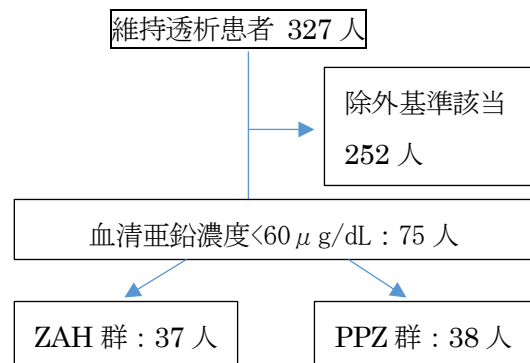 維持透析患者 327 人
除外基準該当
252 人
血清亜鉛濃度<60μg/dL：75 人
ZAH 群：37 人
PPZ 群：38 人